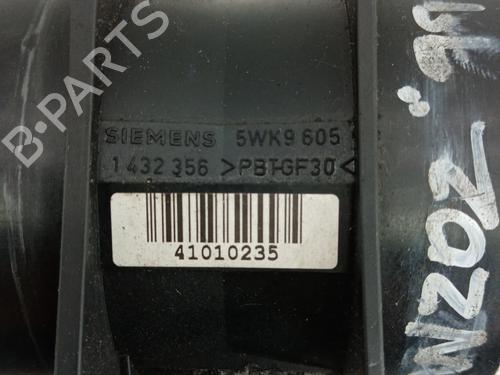 B-PARTS
SIEMENS 5WK9 605
1 432 356 >PBT-GF30<
41010235